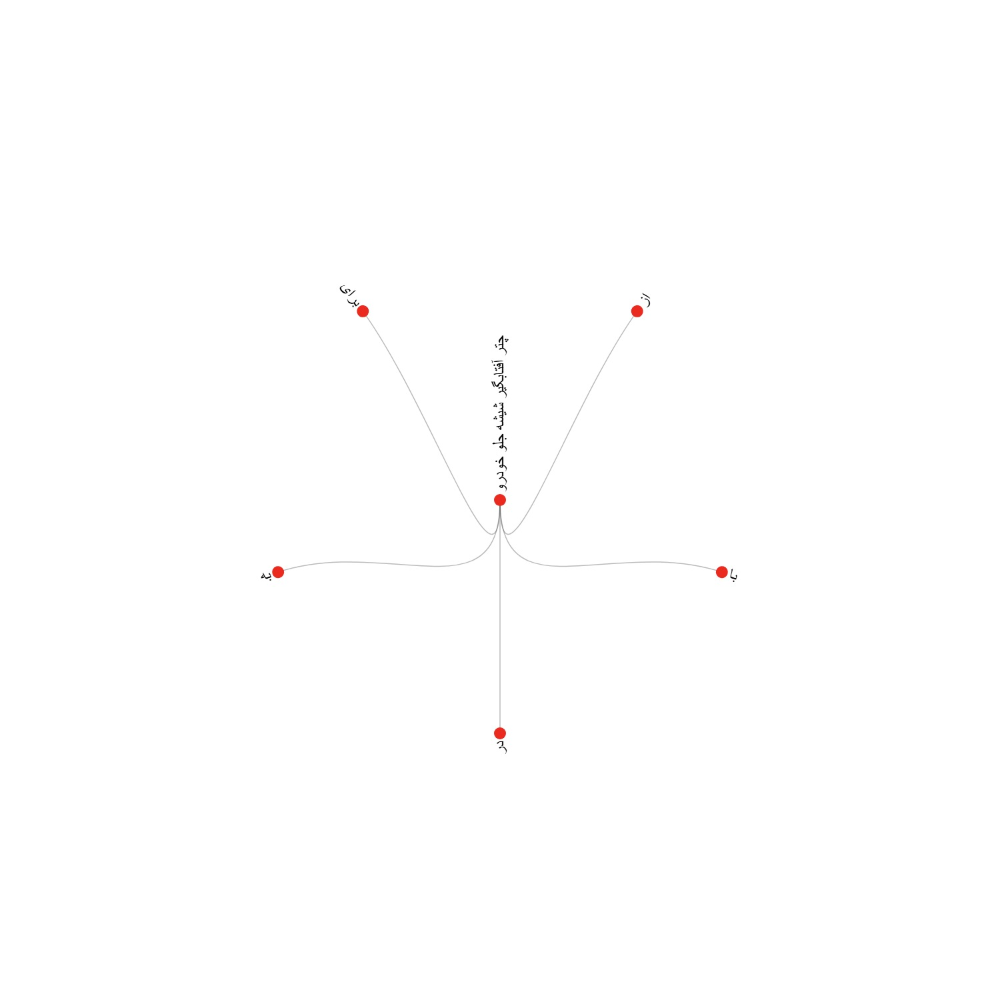 چتر آفتابگیر شیشه جلو خودرو
از
با
در
به
برای